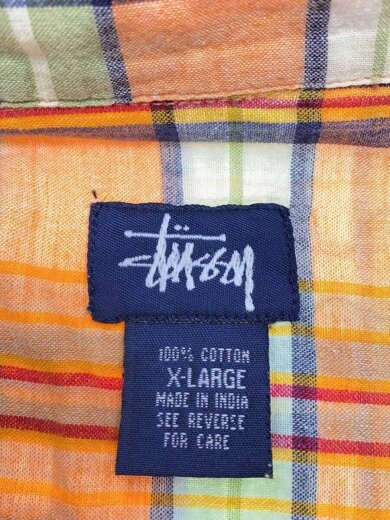 Stüssy
100% COTTON
X-LARGE
MADE IN INDIA
SEE REVERSE
FOR CARE